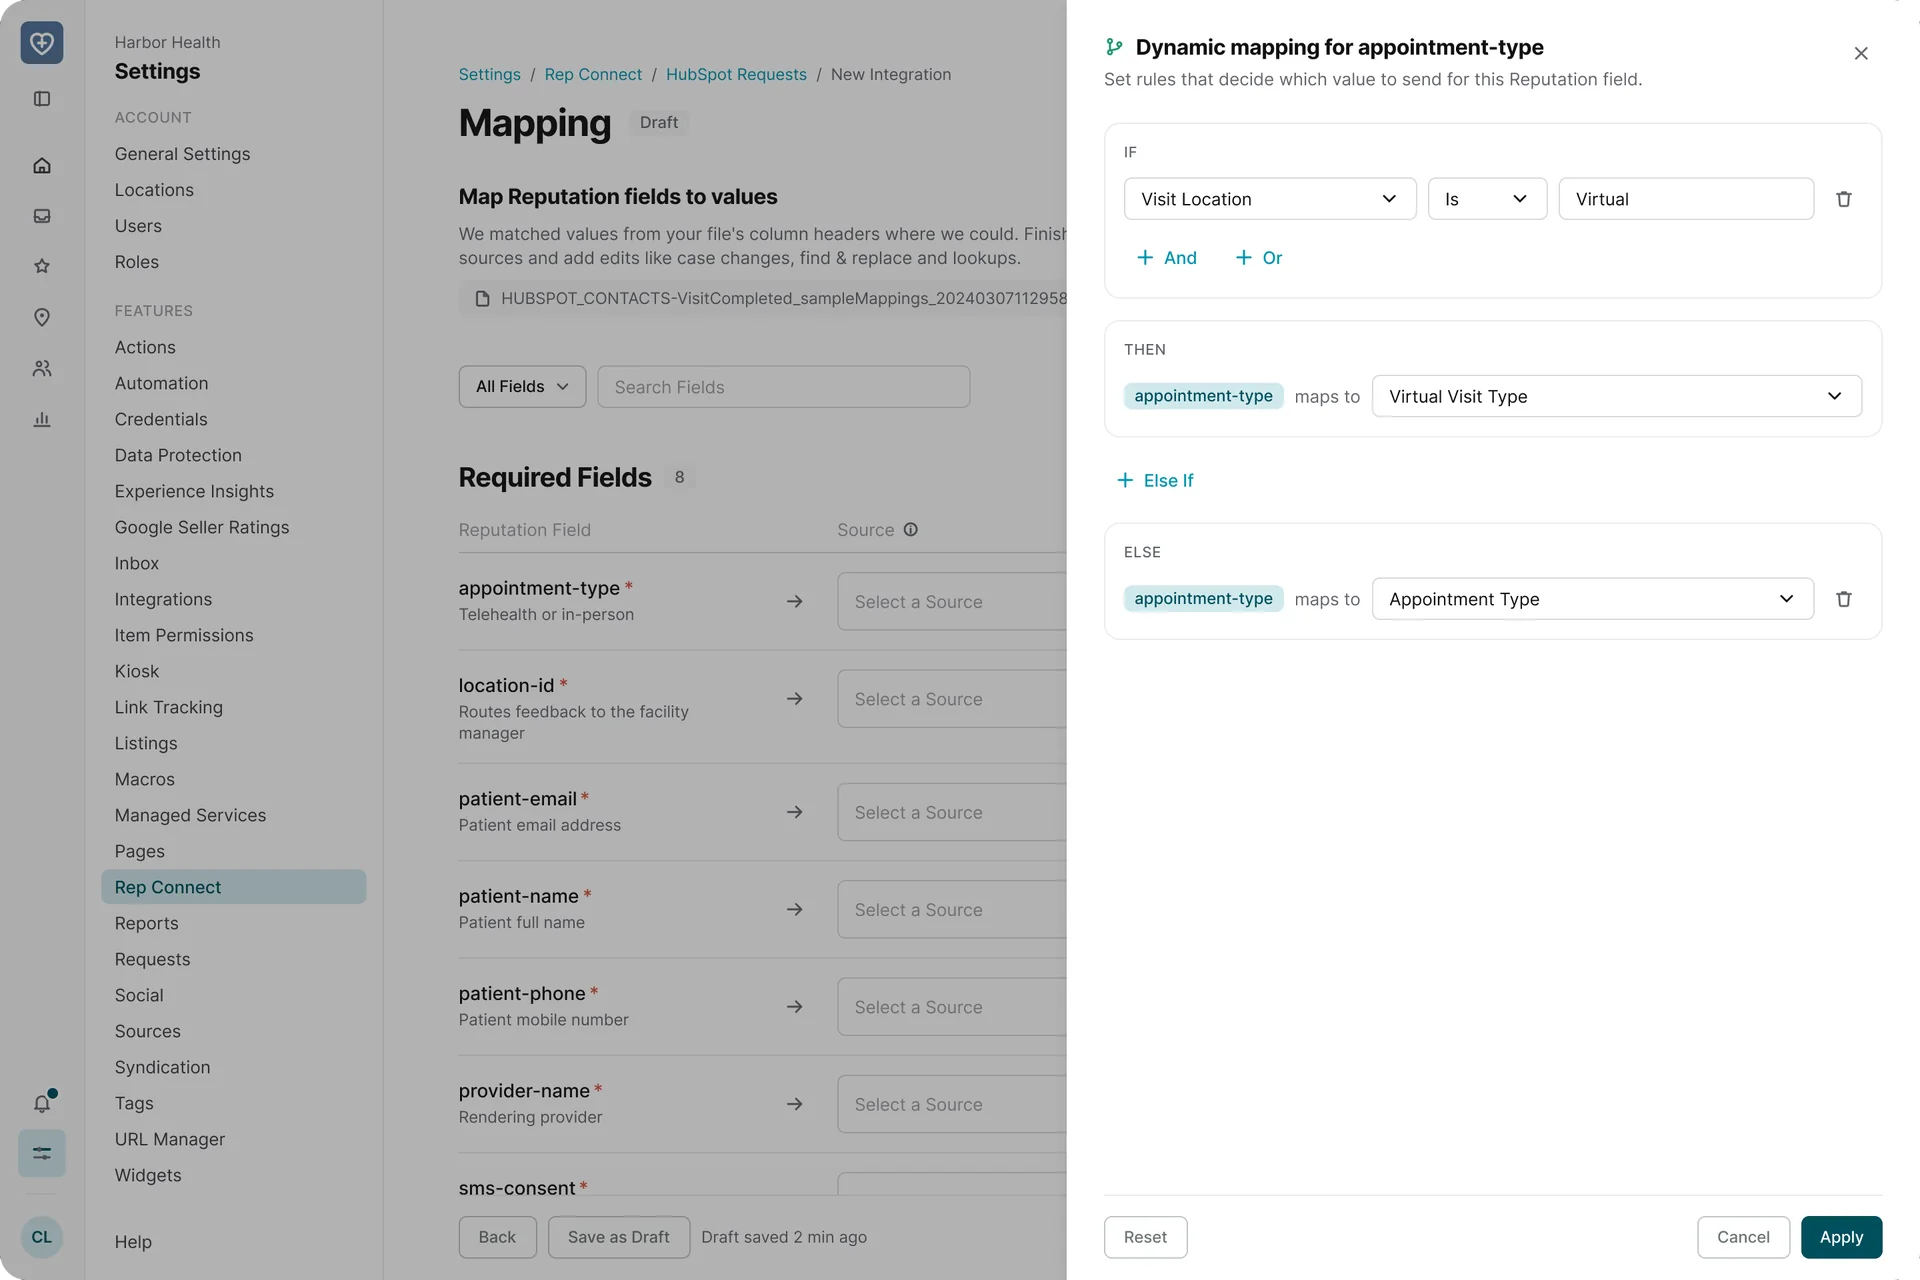 Harbor Health
Settings
ACCOUNT
General Settings
Locations
Users
Roles
FEATURES
Actions
Automation
Credentials
Data Protection
Experience Insights
Google Seller Ratings
Inbox
Integrations
Item Permissions
Kiosk
Link Tracking
Listings
Macros
Managed Services
Pages
Rep Connect
Reports
Requests
Social
Sources
Syndication
Tags
URL Manager
Widgets
Help
CL
Settings / Rep Connect / HubSpot Requests / New Integration
Mapping Draft
Map Reputation fields to values
We matched values from your file's column headers where we could. Finish
sources and add edits like case changes, find & replace and lookups.
HUBSPOT_CONTACTS-VisitCompleted_sampleMappings_20240307112958
All Fields Search Fields
Required Fields 8
Reputation Field Source
appointment-type * Select a Source
Telehealth or in-person
location-id * Select a Source
Routes feedback to the facility
manager
patient-email * Select a Source
Patient email address
patient-name * Select a Source
Patient full name
patient-phone * Select a Source
Patient mobile number
provider-name * Select a Source
Rendering provider
sms-consent *
Back Save as Draft Draft saved 2 min ago
Dynamic mapping for appointment-type
Set rules that decide which value to send for this Reputation field.
IF
Visit Location Is Virtual
+ And + Or
THEN
appointment-type maps to Virtual Visit Type
+ Else If
ELSE
appointment-type maps to Appointment Type
Reset Cancel Apply